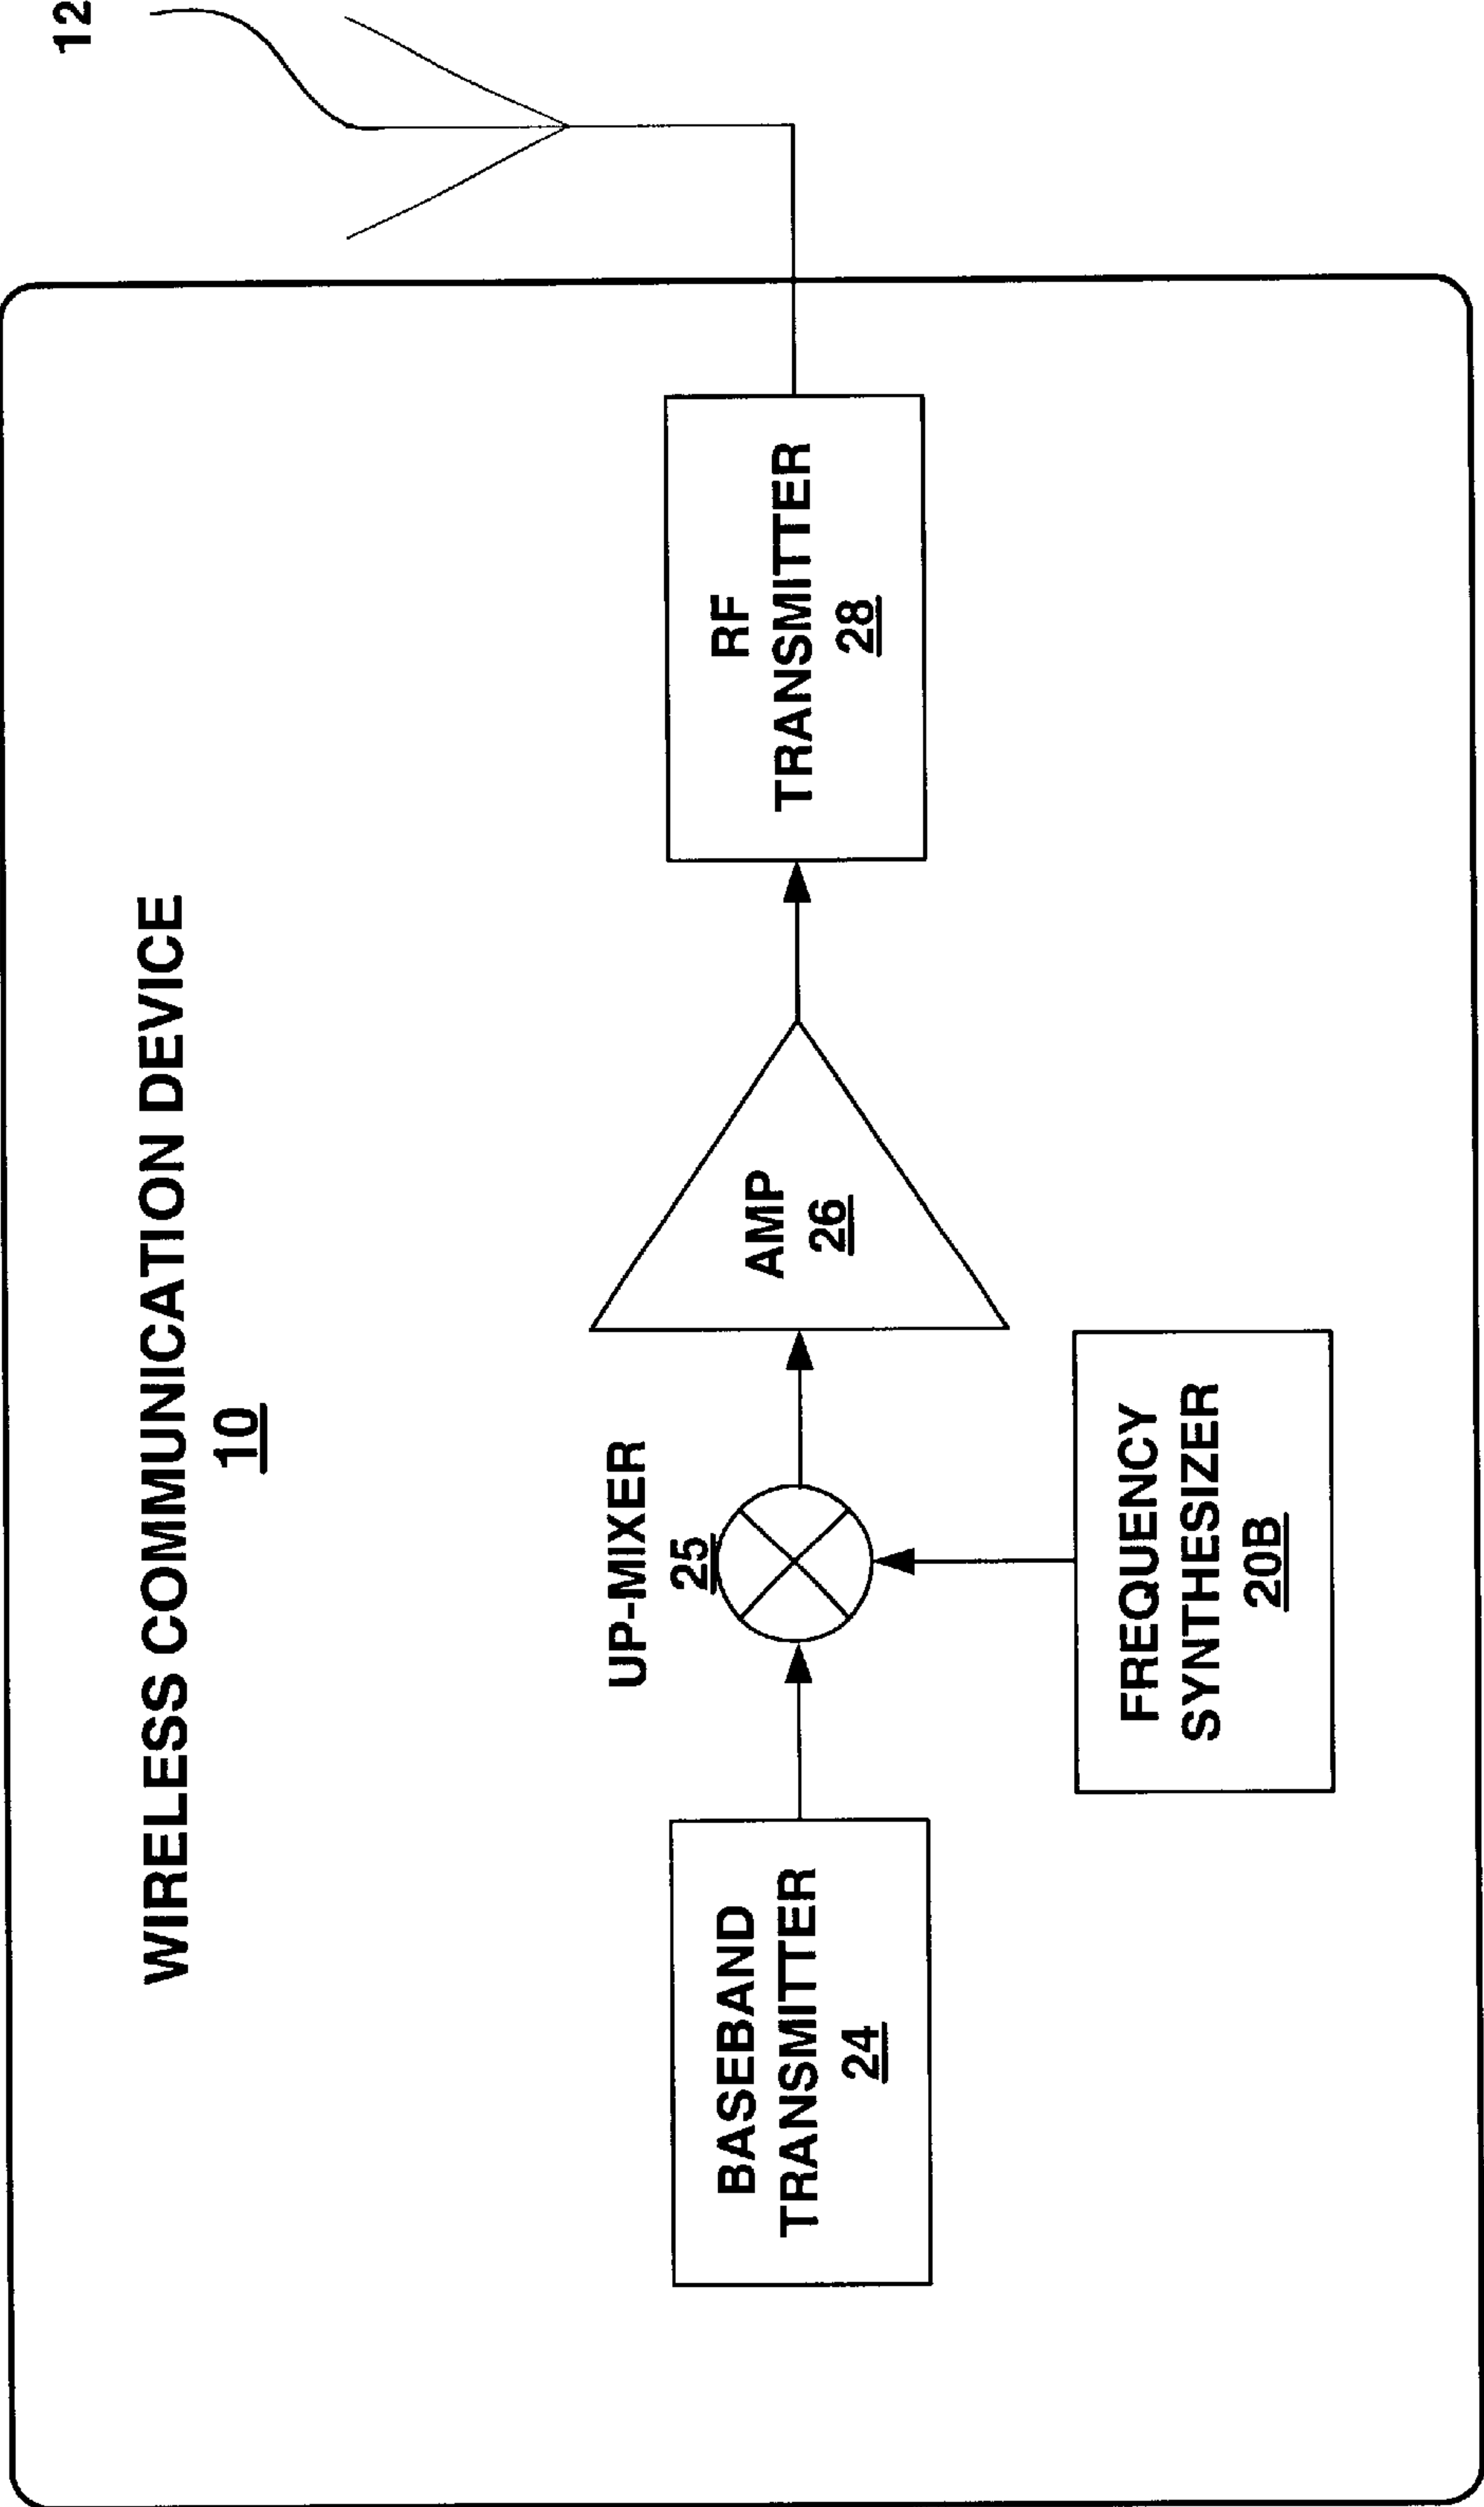 WIRELESS COMMUNICATION DEVICE
10
12
UP-MIXER
25
BASEBAND
TRANSMITTER
24
AMP
26
RF
TRANSMITTER
28
FREQUENCY
SYNTHESIZER
20B